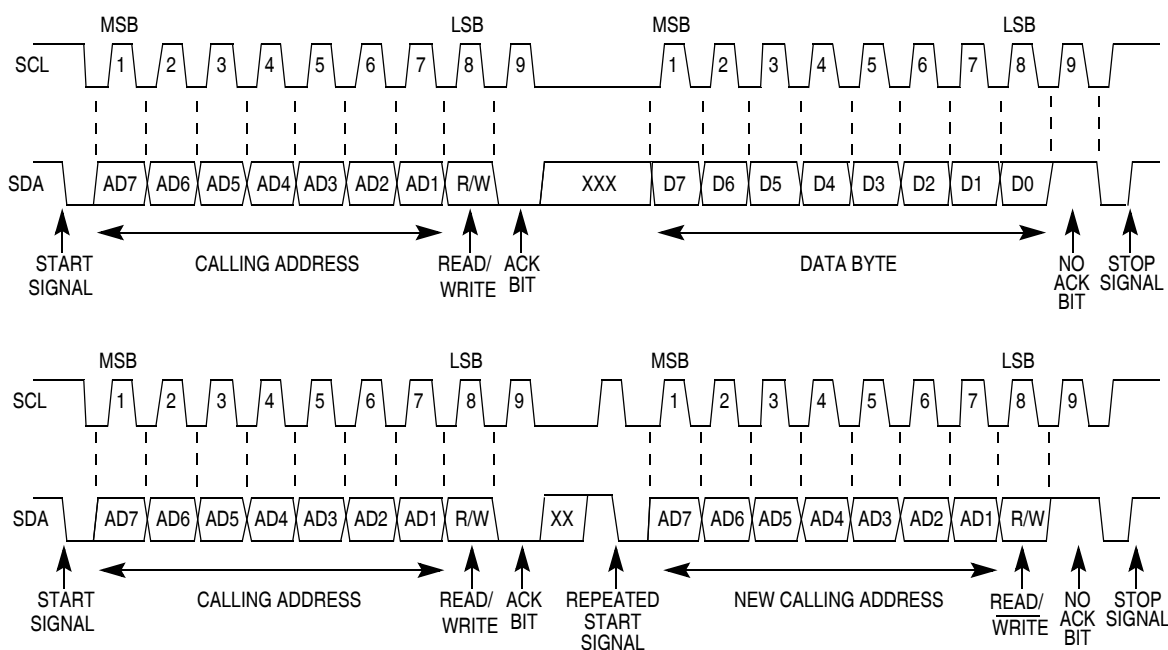 MSB LSB MSB LSB
SCL 1 2 3 4 5 6 7 8 9 1 2 3 4 5 6 7 8 9
SDA AD7 AD6 AD5 AD4 AD3 AD2 AD1 R/W XXX D7 D6 D5 D4 D3 D2 D1 D0
START SIGNAL
CALLING ADDRESS
READ/ WRITE
ACK BIT
DATA BYTE
NO ACK BIT
STOP SIGNAL
MSB LSB MSB LSB
SCL 1 2 3 4 5 6 7 8 9 1 2 3 4 5 6 7 8 9
SDA AD7 AD6 AD5 AD4 AD3 AD2 AD1 R/W XX AD7 AD6 AD5 AD4 AD3 AD2 AD1 R/W
START SIGNAL
CALLING ADDRESS
READ/ WRITE
ACK BIT
REPEATED START SIGNAL
NEW CALLING ADDRESS
READ/ WRITE
NO ACK BIT
STOP SIGNAL